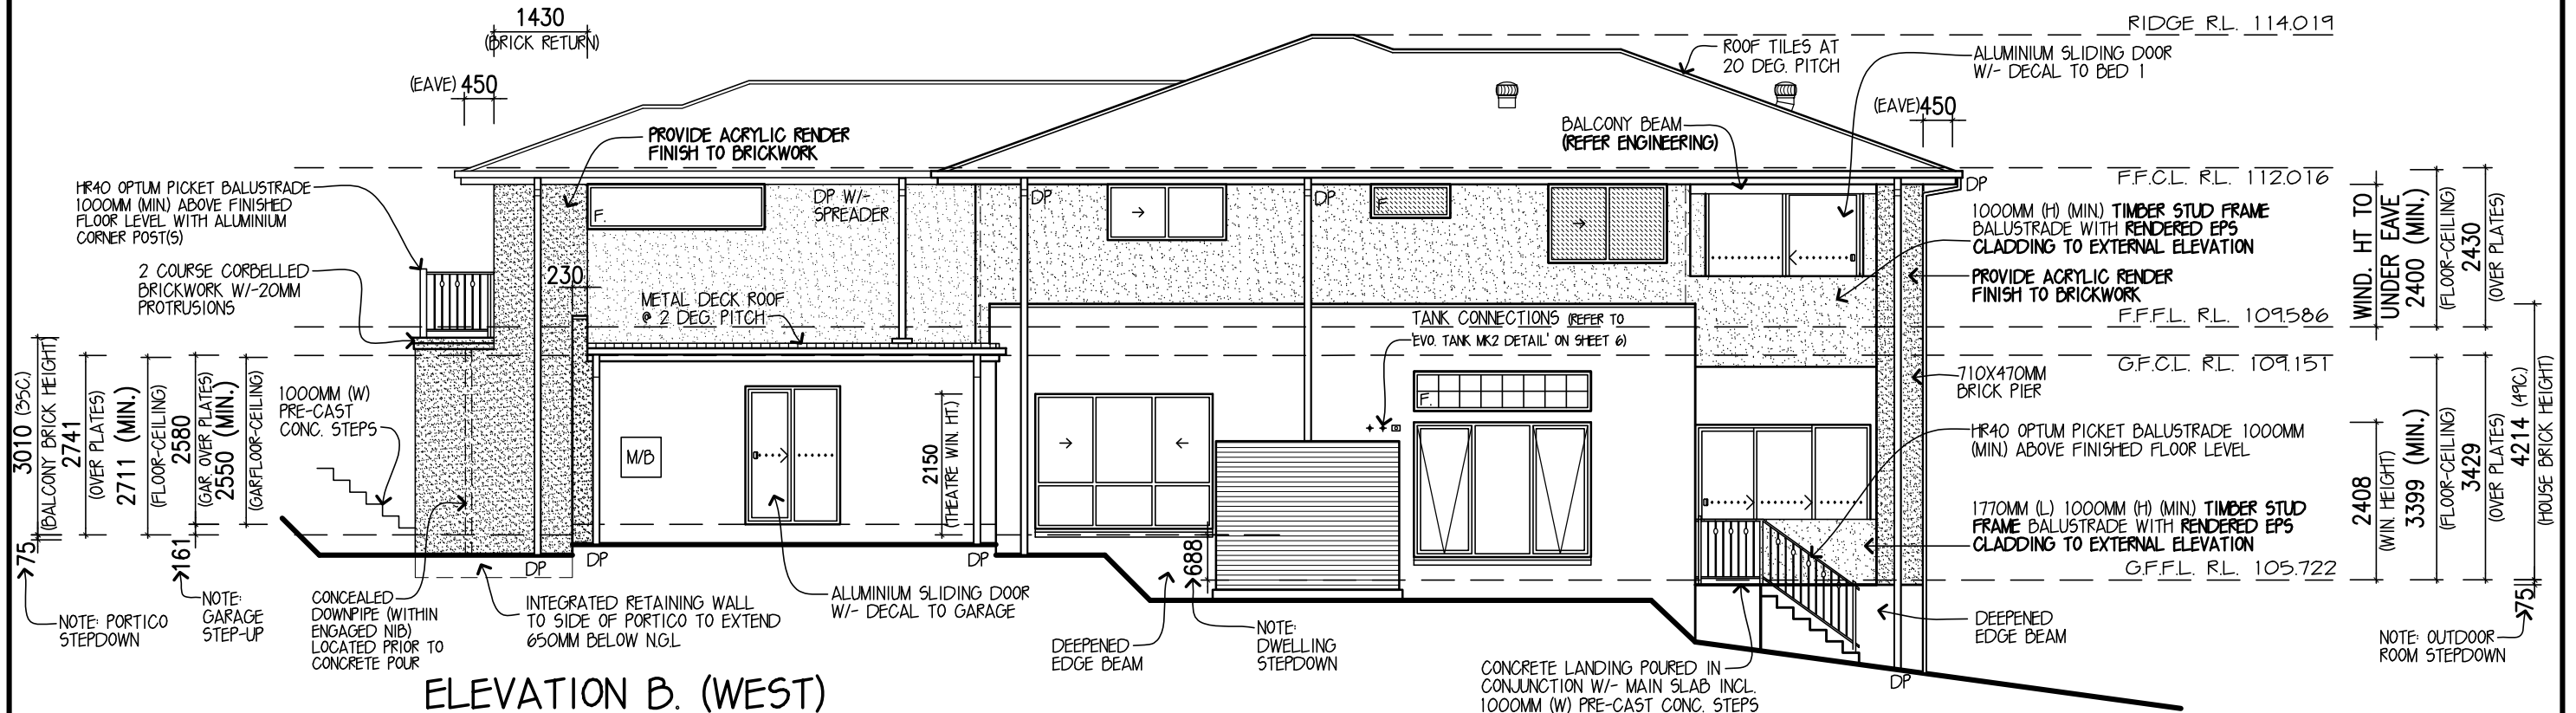 1430
(BRICK RETURN)
(EAVE) 450
RIDGE R.L. 114.019
ROOF TILES AT
20 DEG. PITCH
ALUMINIUM SLIDING DOOR
W/- DECAL TO BED 1
(EAVE) 450
PROVIDE ACRYLIC RENDER
FINISH TO BRICKWORK
BALCONY BEAM
(REFER ENGINEERING)
HR40 OPTUM PICKET BALUSTRADE
1000MM (MIN) ABOVE FINISHED
FLOOR LEVEL WITH ALUMINIUM
CORNER POST(S)
2 COURSE CORBELLED
BRICKWORK W/-20MM
PROTRUSIONS
F.
DP W/-
SPREADER
DP
DP
F.
DP
F.F.C.L. R.L. 112.016
1000MM (H) (MIN.) TIMBER STUD FRAME
BALUSTRADE WITH RENDERED EPS
CLADDING TO EXTERNAL ELEVATION
PROVIDE ACRYLIC RENDER
FINISH TO BRICKWORK
WIND. HT TO
UNDER EAVE
2400 (MIN.)
(FLOOR-CEILING)
2430
(OVER PLATES)
230
METAL DECK ROOF
@ 2 DEG. PITCH
TANK CONNECTIONS (REFER TO
'EVO. TANK MK2 DETAIL' ON SHEET 6)
F.F.F.L. R.L. 109.586
G.F.C.L. R.L. 109.151
710X470MM
BRICK PIER
3010 (35C.)
(BALCONY BRICK HEIGHT)
2741
(OVER PLATES)
2711 (MIN.)
(FLOOR-CEILING)
2580
(GAR OVER PLATES)
2550 (MIN.)
(GARFLOOR-CEILING)
1000MM (W)
PRE-CAST
CONC. STEPS
M/B
2150
(THEATRE WIN. HT.)
F.
HR40 OPTUM PICKET BALUSTRADE 1000MM
(MIN.) ABOVE FINISHED FLOOR LEVEL
1770MM (L) 1000MM (H) (MIN.) TIMBER STUD
FRAME BALUSTRADE WITH RENDERED EPS
CLADDING TO EXTERNAL ELEVATION
G.F.F.L. R.L. 105.722
2408
(WIN. HEIGHT)
3399 (MIN.)
(FLOOR-CEILING)
3429
(OVER PLATES)
4214 (49C.)
(HOUSE BRICK HEIGHT)
75
161
688
75
DP
DP
DP
NOTE: PORTICO
STEPDOWN
NOTE:
GARAGE
STEP-UP
CONCEALED
DOWNPIPE (WITHIN
ENGAGED NIB)
LOCATED PRIOR TO
CONCRETE POUR
INTEGRATED RETAINING WALL
TO SIDE OF PORTICO TO EXTEND
650MM BELOW N.G.L
ALUMINIUM SLIDING DOOR
W/- DECAL TO GARAGE
DEEPENED
EDGE BEAM
NOTE:
DWELLING
STEPDOWN
CONCRETE LANDING POURED IN
CONJUNCTION W/- MAIN SLAB INCL.
1000MM (W) PRE-CAST CONC. STEPS
DP
DEEPENED
EDGE BEAM
NOTE: OUTDOOR
ROOM STEPDOWN
ELEVATION B. (WEST)